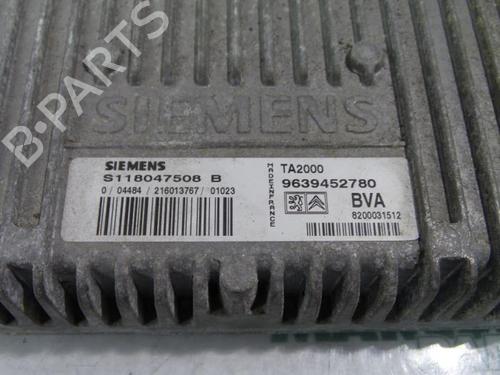 B-PARTS
SIEMENS
SIEMENS
S118047508 B
0 / 04484 / 216013767 / 01023
MADE IN FRANCE
TA2000
9639452780
BVA
8200031512